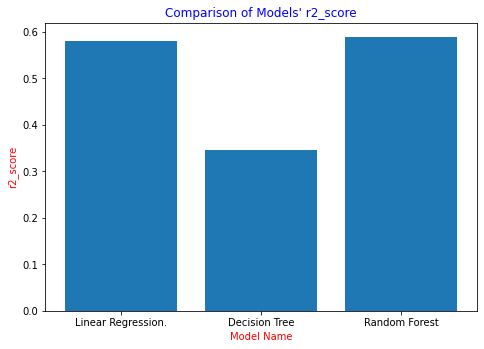 Comparison of Models' r2_score
r2_score
0.6
0.5
0.4
0.3
0.2
0.1
0.0
Linear Regression. Decision Tree Random Forest
Model Name